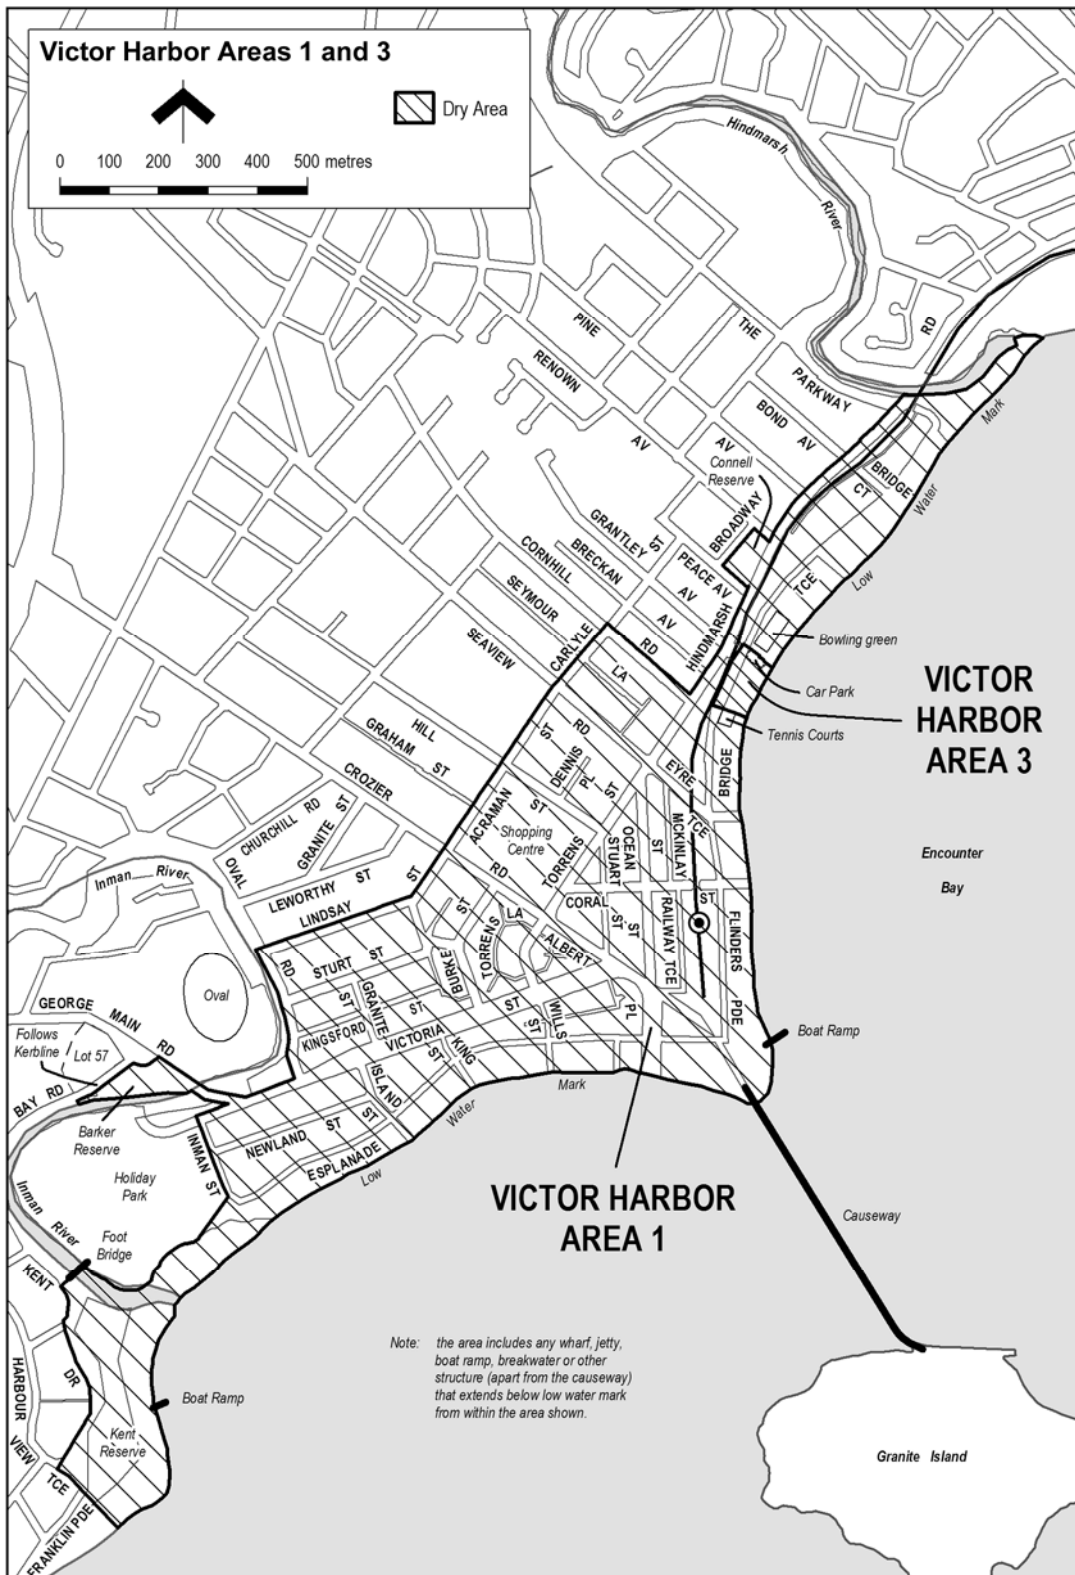 Victor Harbor Areas 1 and 3
Dry Area
0 100 200 300 400 500 metres
Hindmarsh
River
RD
PINE
THE
RENOWN
PARKWAY
BOND AV
AV
AV
Connell
Reserve
Mark
BRIDGE
CT
Water
BROADWAY
GRANTLEY
ST
BRECKAN
CORNHILL
PEACE AV
AV
AV
SEYMOUR
TCE
Low
SEAVIEW
CARLYLE
RD
HINDMARSH
Bowling green
LA
VICTOR
HARBOR
AREA 3
Car Park
Tennis Courts
HILL
GRAHAM ST
ST
RD
EYRE
BRIDGE
CROZIER
DENNIS
PL
ST
CHURCHILL RD
GRANITE ST
ACRAMAN
ST
Shopping
Centre
OCEAN
STUART
ST
MCKINLAY
TCE
Encounter
Bay
OVAL
Inman River
LEWORTHY ST
LINDSAY
ST
RD
TORRENS
CORAL
ST
ST
RAILWAY TCE
ST
FLINDERS
ST
LA
TORRENS
ALBERT
BURKE
RD
STURT ST
Oval
ST
GRANITE
ST
KINGSFORD
VICTORIA
ST
KING
ST
ST
WILLS
PL
PDE
Boat Ramp
GEORGE MAIN
RD
Follows
Kerbline
Lot 57
BAY RD
Barker
Reserve
ISLAND
ST
Mark
Water
NEWLAND ST
ESPLANADE
Low
INMAN ST
Holiday
Park
Inman
River
Foot
Bridge
VICTOR HARBOR
AREA 1
Causeway
KENT
DR
HARBOUR
VIEW
TCE
Boat Ramp
Kent
Reserve
FRANKLIN PDE
Note: the area includes any wharf, jetty,
boat ramp, breakwater or other
structure (apart from the causeway)
that extends below low water mark
from within the area shown.
Granite Island